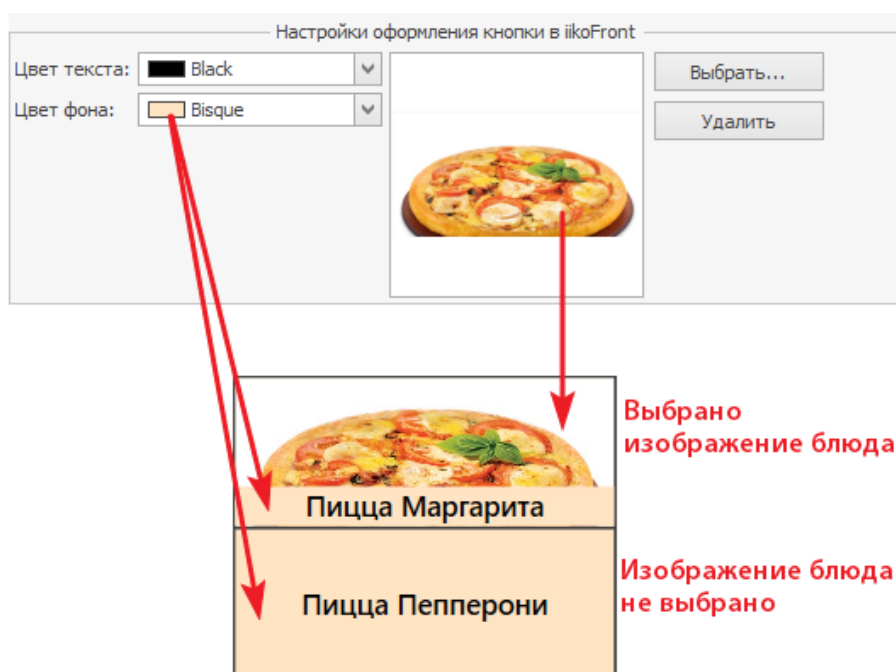 Настройки оформления кнопки в iikoFront
Цвет текста: Black
Выбрать...
Цвет фона: Bisque
Удалить
Выбрано
изображение блюда
Пицца Маргарита
Изображение блюда
не выбрано
Пицца Пепперони